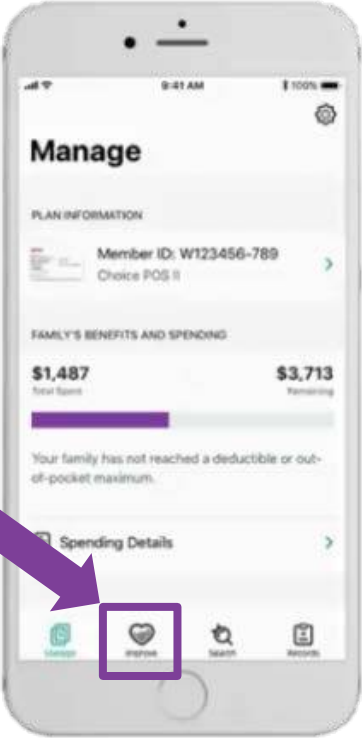 9:41 AM
100%
Manage
PLAN INFORMATION
Member ID: W123456-789
Choice POS II
FAMILY'S BENEFITS AND SPENDING
$1,487 $3,713
Total Spent Remaining
Your family has not reached a deductible or out-
of-pocket maximum.
Spending Details
Manage Improve Search Records